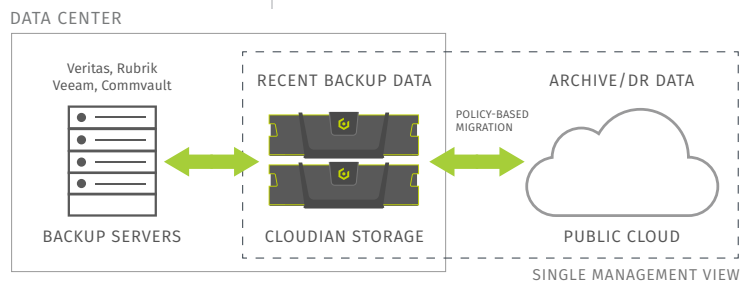 DATA CENTER
Veritas, Rubrik
Veeam, Commvault
RECENT BACKUP DATA
ARCHIVE/DR DATA
POLICY-BASED
MIGRATION
BACKUP SERVERS
CLOUDIAN STORAGE
PUBLIC CLOUD
SINGLE MANAGEMENT VIEW